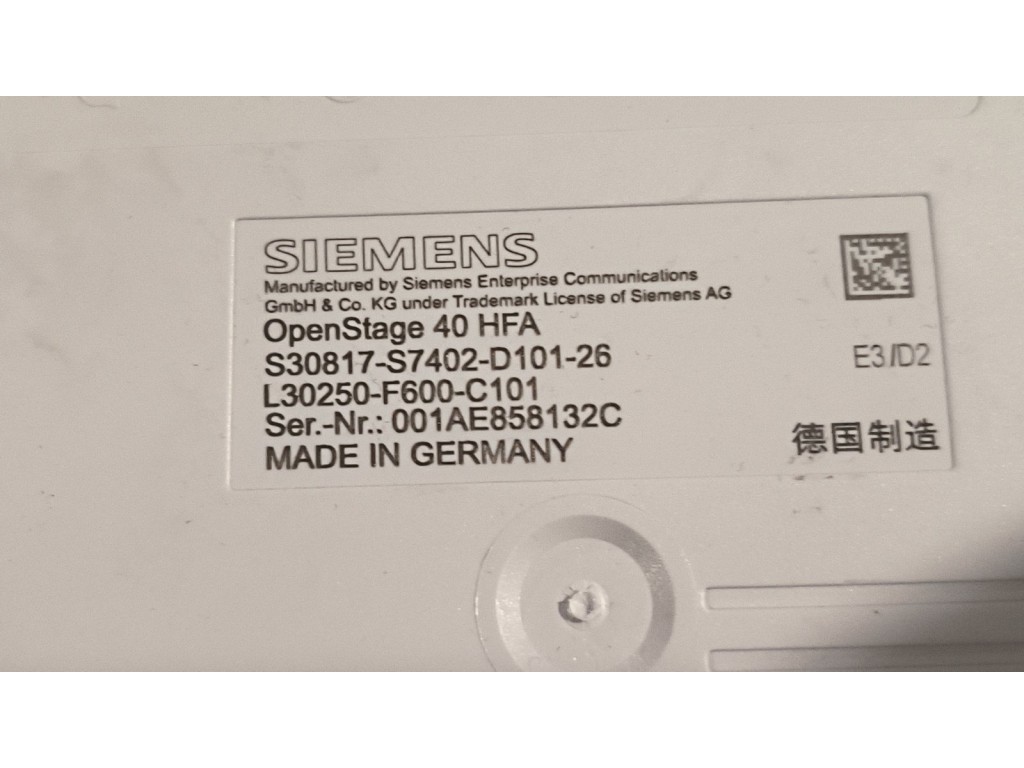 SIEMENS
Manufactured by Siemens Enterprise Communications
GmbH & Co. KG under Trademark License of Siemens AG
OpenStage 40 HFA
S30817-S7402-D101-26
E3/D2
L30250-F600-C101
Ser.-Nr.: 001AE858132C
MADE IN GERMANY
德国制造